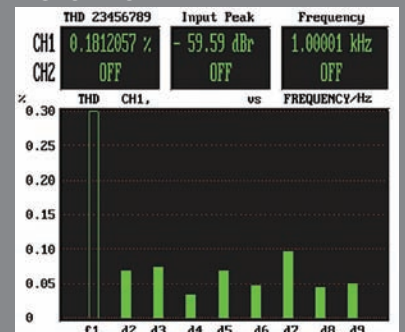 THD 23456789 Input Peak Frequency
CH1 0.1812057 % - 59.59 dBr 1.00001 kHz
CH2 OFF OFF OFF
% THD CH1, vs FREQUENCY/Hz
0.30
0.25
0.20
0.15
0.10
0.05
0
f1 d2 d3 d4 d5 d6 d7 d8 d9